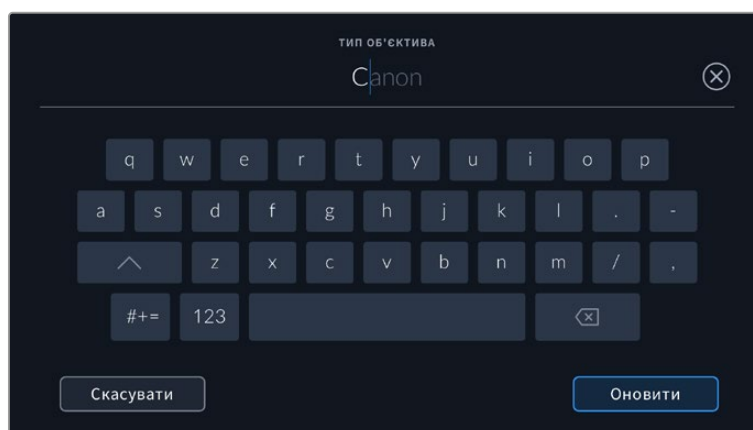 ТИП ОБ'ЄКТИВА
Canon
q w e r t y u i o p
a s d f g h j k l . -
z x c v b n m / ,
#+= 123
Скасувати Оновити